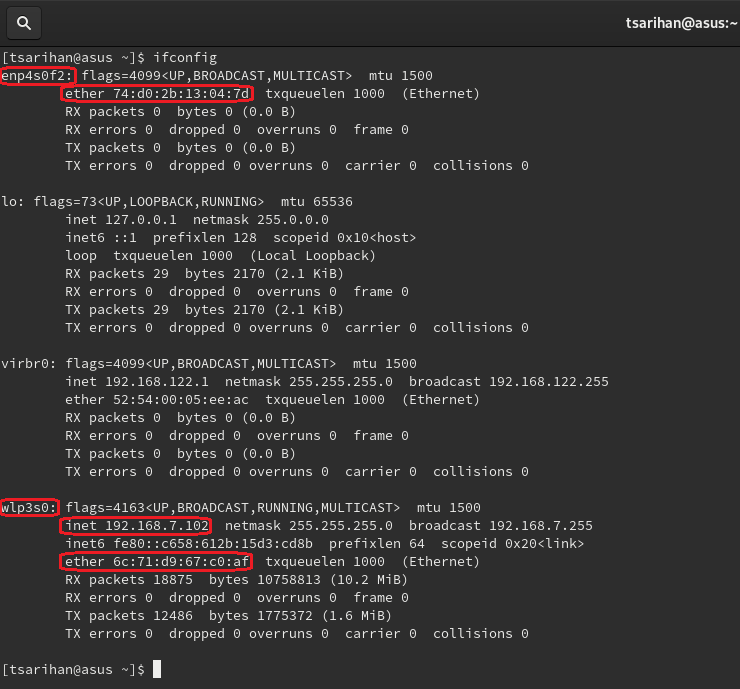 tsarihan@asus:~
[tsarihan@asus ~]$ ifconfig
enp4s0f2: flags=4099<UP,BROADCAST,MULTICAST>  mtu 1500
        ether 74:d0:2b:13:04:7d  txqueuelen 1000  (Ethernet)
        RX packets 0  bytes 0 (0.0 B)
        RX errors 0  dropped 0  overruns 0  frame 0
        TX packets 0  bytes 0 (0.0 B)
        TX errors 0  dropped 0 overruns 0  carrier 0  collisions 0

lo: flags=73<UP,LOOPBACK,RUNNING>  mtu 65536
        inet 127.0.0.1  netmask 255.0.0.0
        inet6 ::1  prefixlen 128  scopeid 0x10<host>
        loop  txqueuelen 1000  (Local Loopback)
        RX packets 29  bytes 2170 (2.1 KiB)
        RX errors 0  dropped 0  overruns 0  frame 0
        TX packets 29  bytes 2170 (2.1 KiB)
        TX errors 0  dropped 0 overruns 0  carrier 0  collisions 0

virbr0: flags=4099<UP,BROADCAST,MULTICAST>  mtu 1500
        inet 192.168.122.1  netmask 255.255.255.0  broadcast 192.168.122.255
        ether 52:54:00:05:ee:ac  txqueuelen 1000  (Ethernet)
        RX packets 0  bytes 0 (0.0 B)
        RX errors 0  dropped 0  overruns 0  frame 0
        TX packets 0  bytes 0 (0.0 B)
        TX errors 0  dropped 0 overruns 0  carrier 0  collisions 0

wlp3s0: flags=4163<UP,BROADCAST,RUNNING,MULTICAST>  mtu 1500
        inet 192.168.7.102  netmask 255.255.255.0  broadcast 192.168.7.255
        inet6 fe80::c658:612b:15d3:cd8b  prefixlen 64  scopeid 0x20<link>
        ether 6c:71:d9:67:c0:af  txqueuelen 1000  (Ethernet)
        RX packets 18875  bytes 10758813 (10.2 MiB)
        RX errors 0  dropped 0  overruns 0  frame 0
        TX packets 12486  bytes 1775372 (1.6 MiB)
        TX errors 0  dropped 0 overruns 0  carrier 0  collisions 0

[tsarihan@asus ~]$